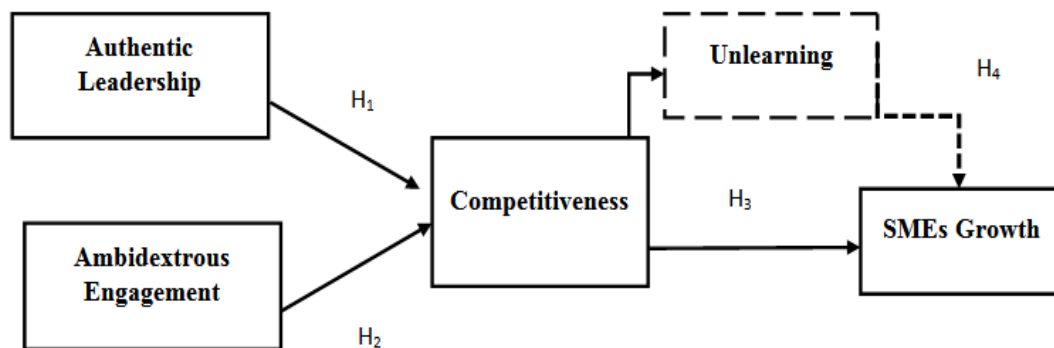 Authentic
Leadership
H₁
Unlearning
H₄
Competitiveness
H₃
SMEs Growth
Ambidextrous
Engagement
H₂